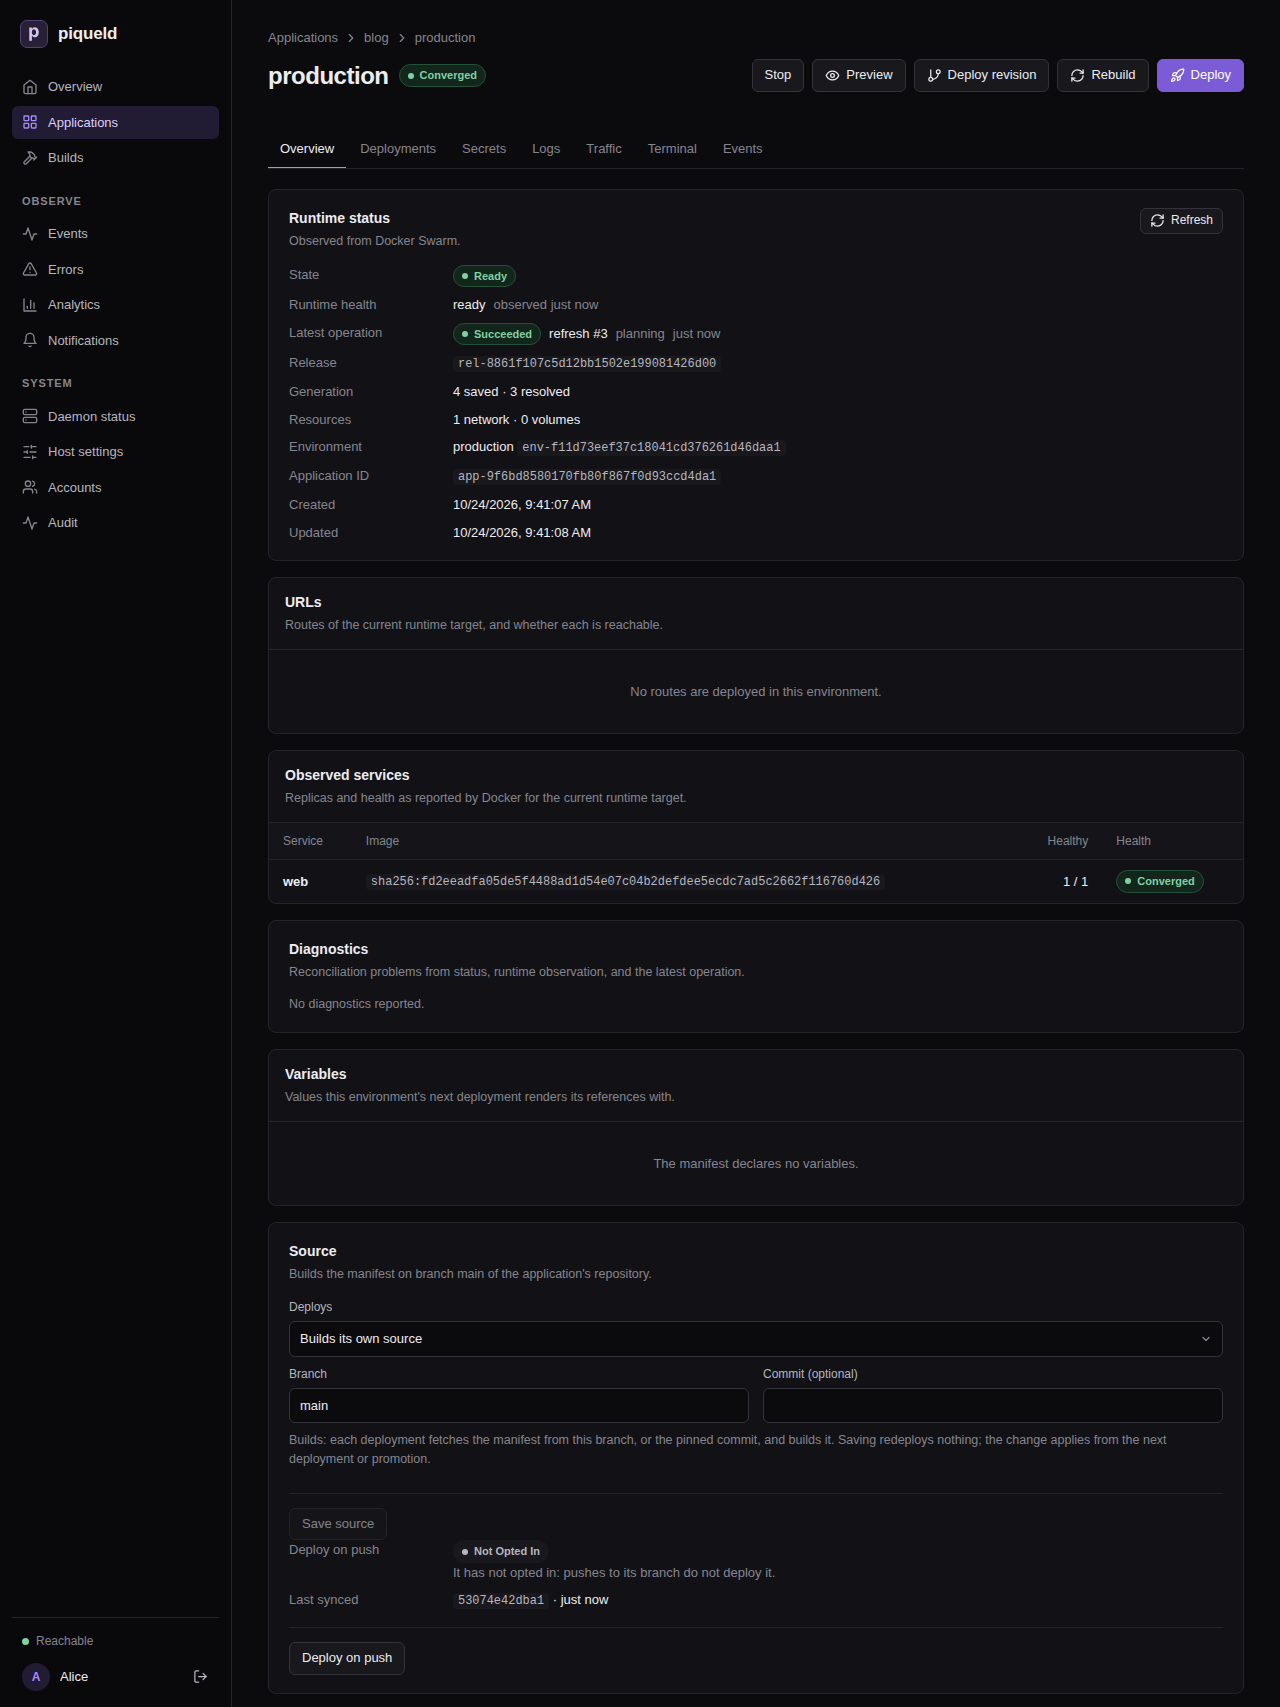 p piqueld
Overview
Applications
Builds
OBSERVE
Events
Errors
Analytics
Notifications
SYSTEM
Daemon status
Host settings
Accounts
Audit
Reachable
A Alice
Applications > blog > production
production Converged
Stop Preview Deploy revision Rebuild Deploy
Overview Deployments Secrets Logs Traffic Terminal Events
Runtime status
Refresh
Observed from Docker Swarm.
State Ready
Runtime health ready observed just now
Latest operation Succeeded refresh #3 planning just now
Release rel-8861f107c5d12bb1502e199081426d00
Generation 4 saved · 3 resolved
Resources 1 network · 0 volumes
Environment production env-f11d73eef37c18041cd376261d46daa1
Application ID app-9f6bd8580170fb80f867f0d93ccd4da1
Created 10/24/2026, 9:41:07 AM
Updated 10/24/2026, 9:41:08 AM
URLs
Routes of the current runtime target, and whether each is reachable.
No routes are deployed in this environment.
Observed services
Replicas and health as reported by Docker for the current runtime target.
Service Image Healthy Health
web sha256:fd2eeadfa05de5f4488ad1d54e07c04b2defdee5ecdc7ad5c2662f116760d426 1 / 1 Converged
Diagnostics
Reconciliation problems from status, runtime observation, and the latest operation.
No diagnostics reported.
Variables
Values this environment's next deployment renders its references with.
The manifest declares no variables.
Source
Builds the manifest on branch main of the application's repository.
Deploys
Builds its own source
Branch Commit (optional)
main
Builds: each deployment fetches the manifest from this branch, or the pinned commit, and builds it. Saving redeploys nothing; the change applies from the next
deployment or promotion.
Save source
Deploy on push Not Opted In
It has not opted in: pushes to its branch do not deploy it.
Last synced 53074e42dba1 · just now
Deploy on push